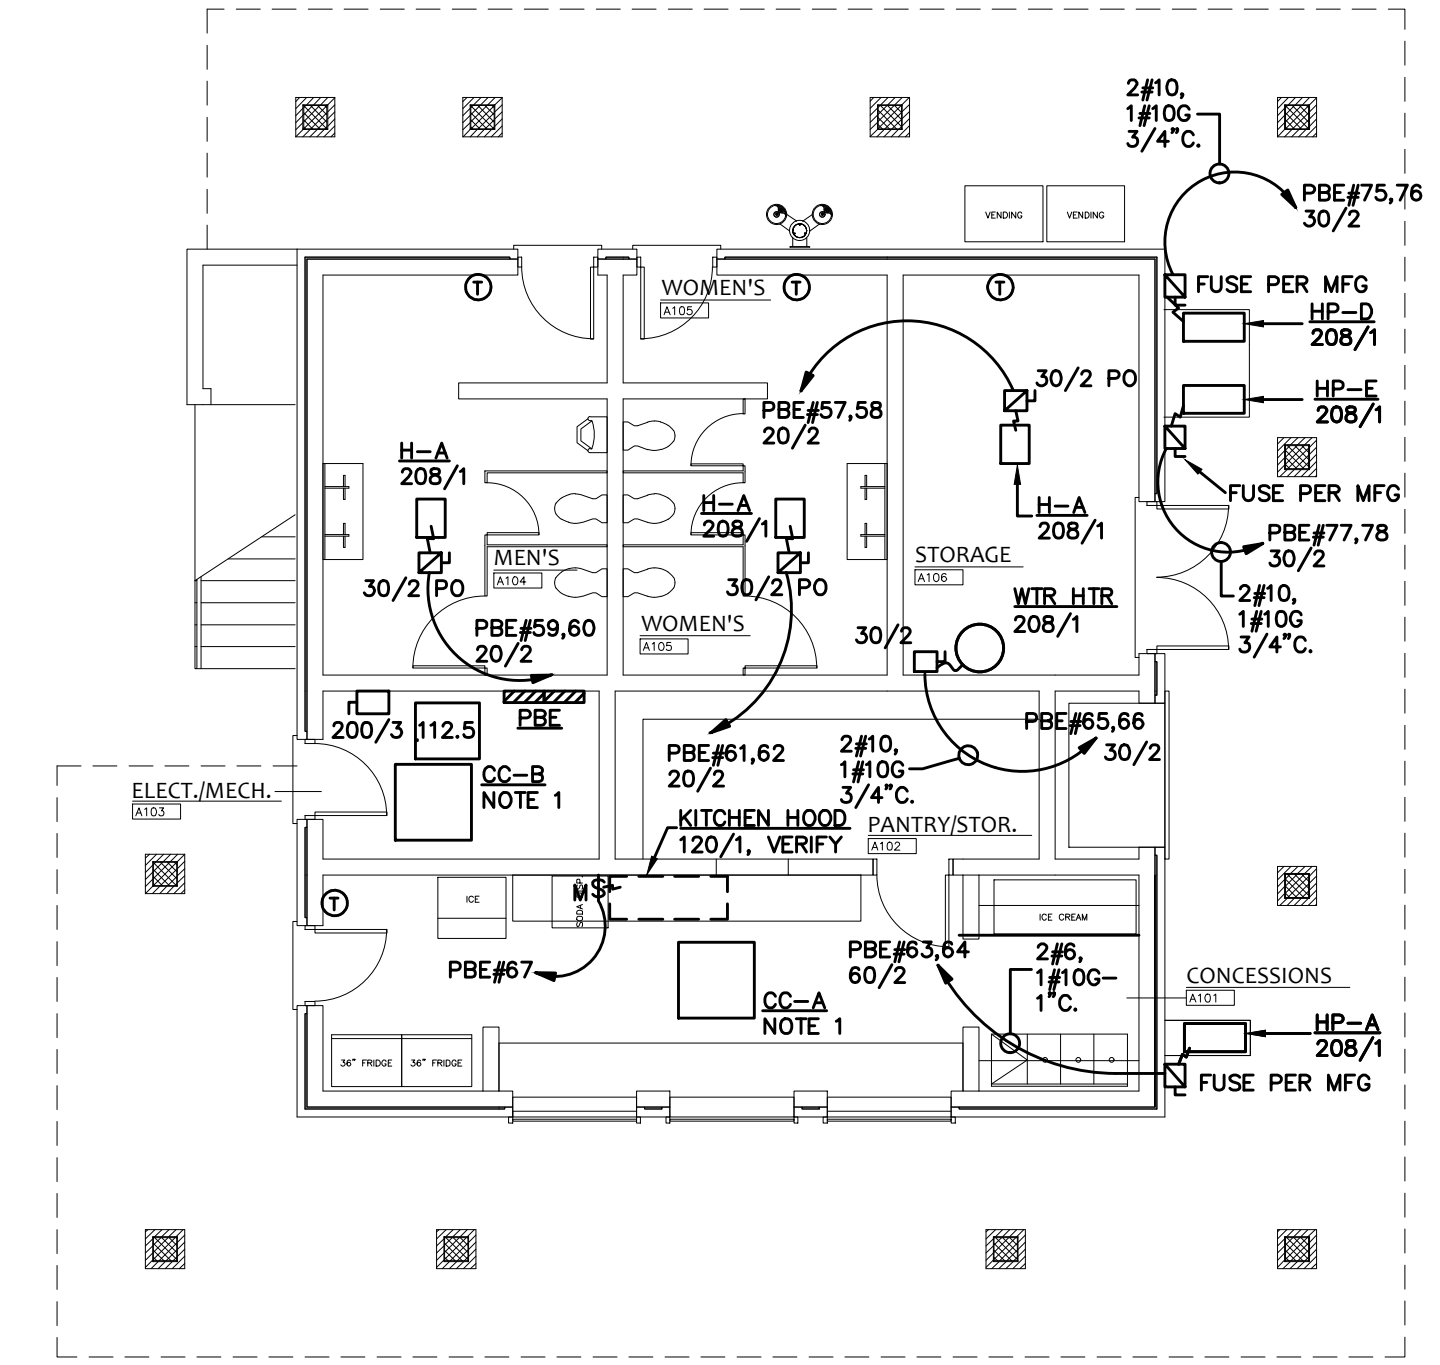 2#10,
1#10G
3/4"C.
PBE#75,76
30/2
VENDING
VENDING
T
WOMEN'S
A105
T
T
FUSE PER MFG
HP-D
208/1
30/2 PO
HP-E
208/1
PBE#57,58
20/2
H-A
208/1
H-A
208/1
H-A
208/1
FUSE PER MFG
PBE#77,78
30/2
MEN'S
A104
STORAGE
A106
30/2 PO
30/2 PO
WTR HTR
208/1
2#10,
1#10G
3/4"C.
PBE#59,60
20/2
WOMEN'S
A105
30/2
200/3
112.5
PBE
PBE#65,66
30/2
PBE#61,62
20/2
2#10,
1#10G
3/4"C.
CC-B
NOTE 1
ELECT./MECH.
A103
KITCHEN HOOD
120/1, VERIFY
PANTRY/STOR.
A102
T
ICE
SODA DISP.
MS
ICE CREAM
PBE#67
PBE#63,64
60/2
2#6,
1#10G-
1"C.
CONCESSIONS
A101
CC-A
NOTE 1
HP-A
208/1
36" FRIDGE
36" FRIDGE
FUSE PER MFG